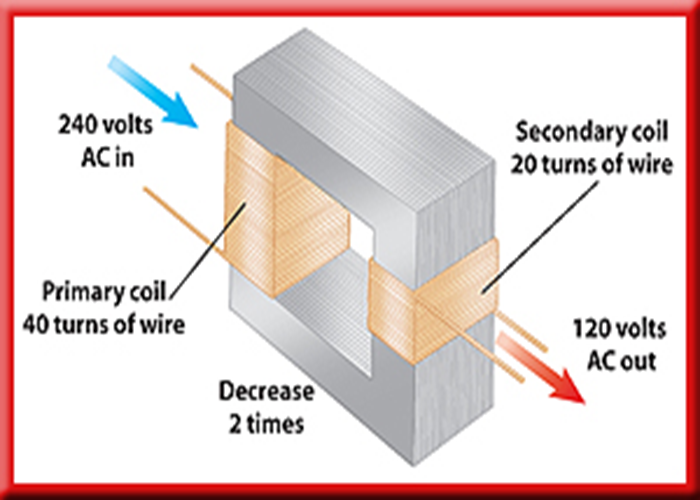 240 volts
AC in
Secondary coil
20 turns of wire
Primary coil
40 turns of wire
120 volts
AC out
Decrease
2 times